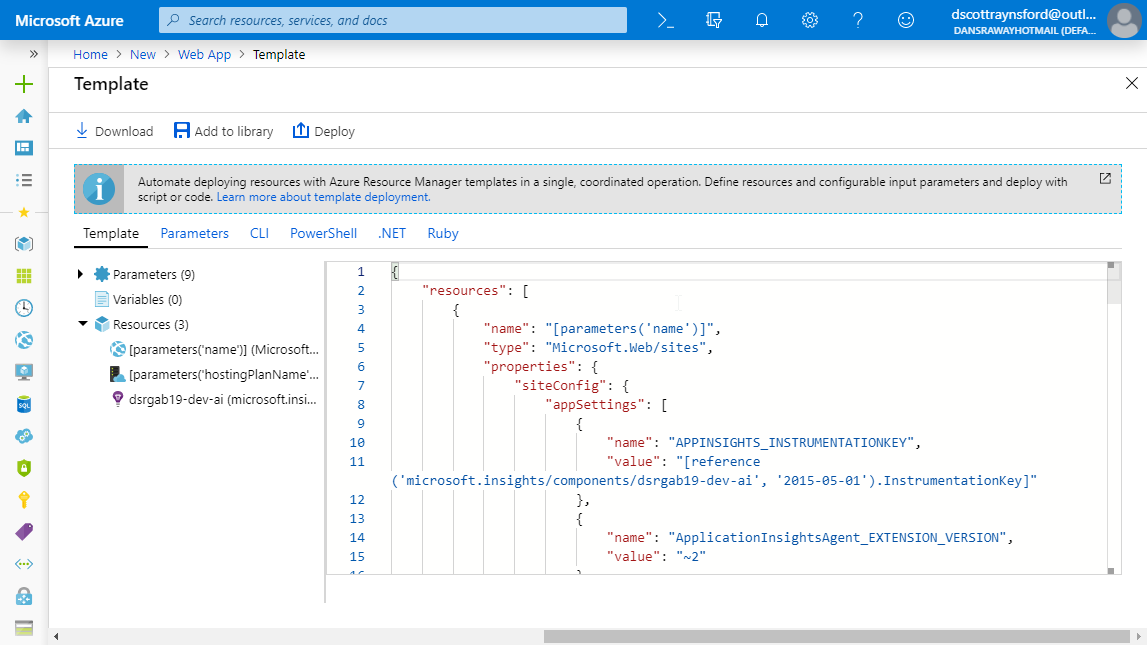 Microsoft Azure
Search resources, services, and docs
dscottraynsford@outl...
DANSRAWAYHOTMAIL (DEFA...
Home > New > Web App > Template
Template
Download Add to library Deploy
Automate deploying resources with Azure Resource Manager templates in a single, coordinated operation. Define resources and configurable input parameters and deploy with
script or code. Learn more about template deployment.
Template Parameters CLI PowerShell .NET Ruby
Parameters (9)
Variables (0)
Resources (3)
[parameters('name')] (Microsoft...
[parameters('hostingPlanName'...
dsrgab19-dev-ai (microsoft.insi...
1 {
2 "resources": [
3 {
4 "name": "[parameters('name')]",
5 "type": "Microsoft.Web/sites",
6 "properties": {
7 "siteConfig": {
8 "appSettings": [
9 {
10 "name": "APPINSIGHTS_INSTRUMENTATIONKEY",
11 "value": "[reference
('microsoft.insights/components/dsrgab19-dev-ai', '2015-05-01').InstrumentationKey]"
12 },
13 {
14 "name": "ApplicationInsightsAgent_EXTENSION_VERSION",
15 "value": "~2"
16 }
SQL